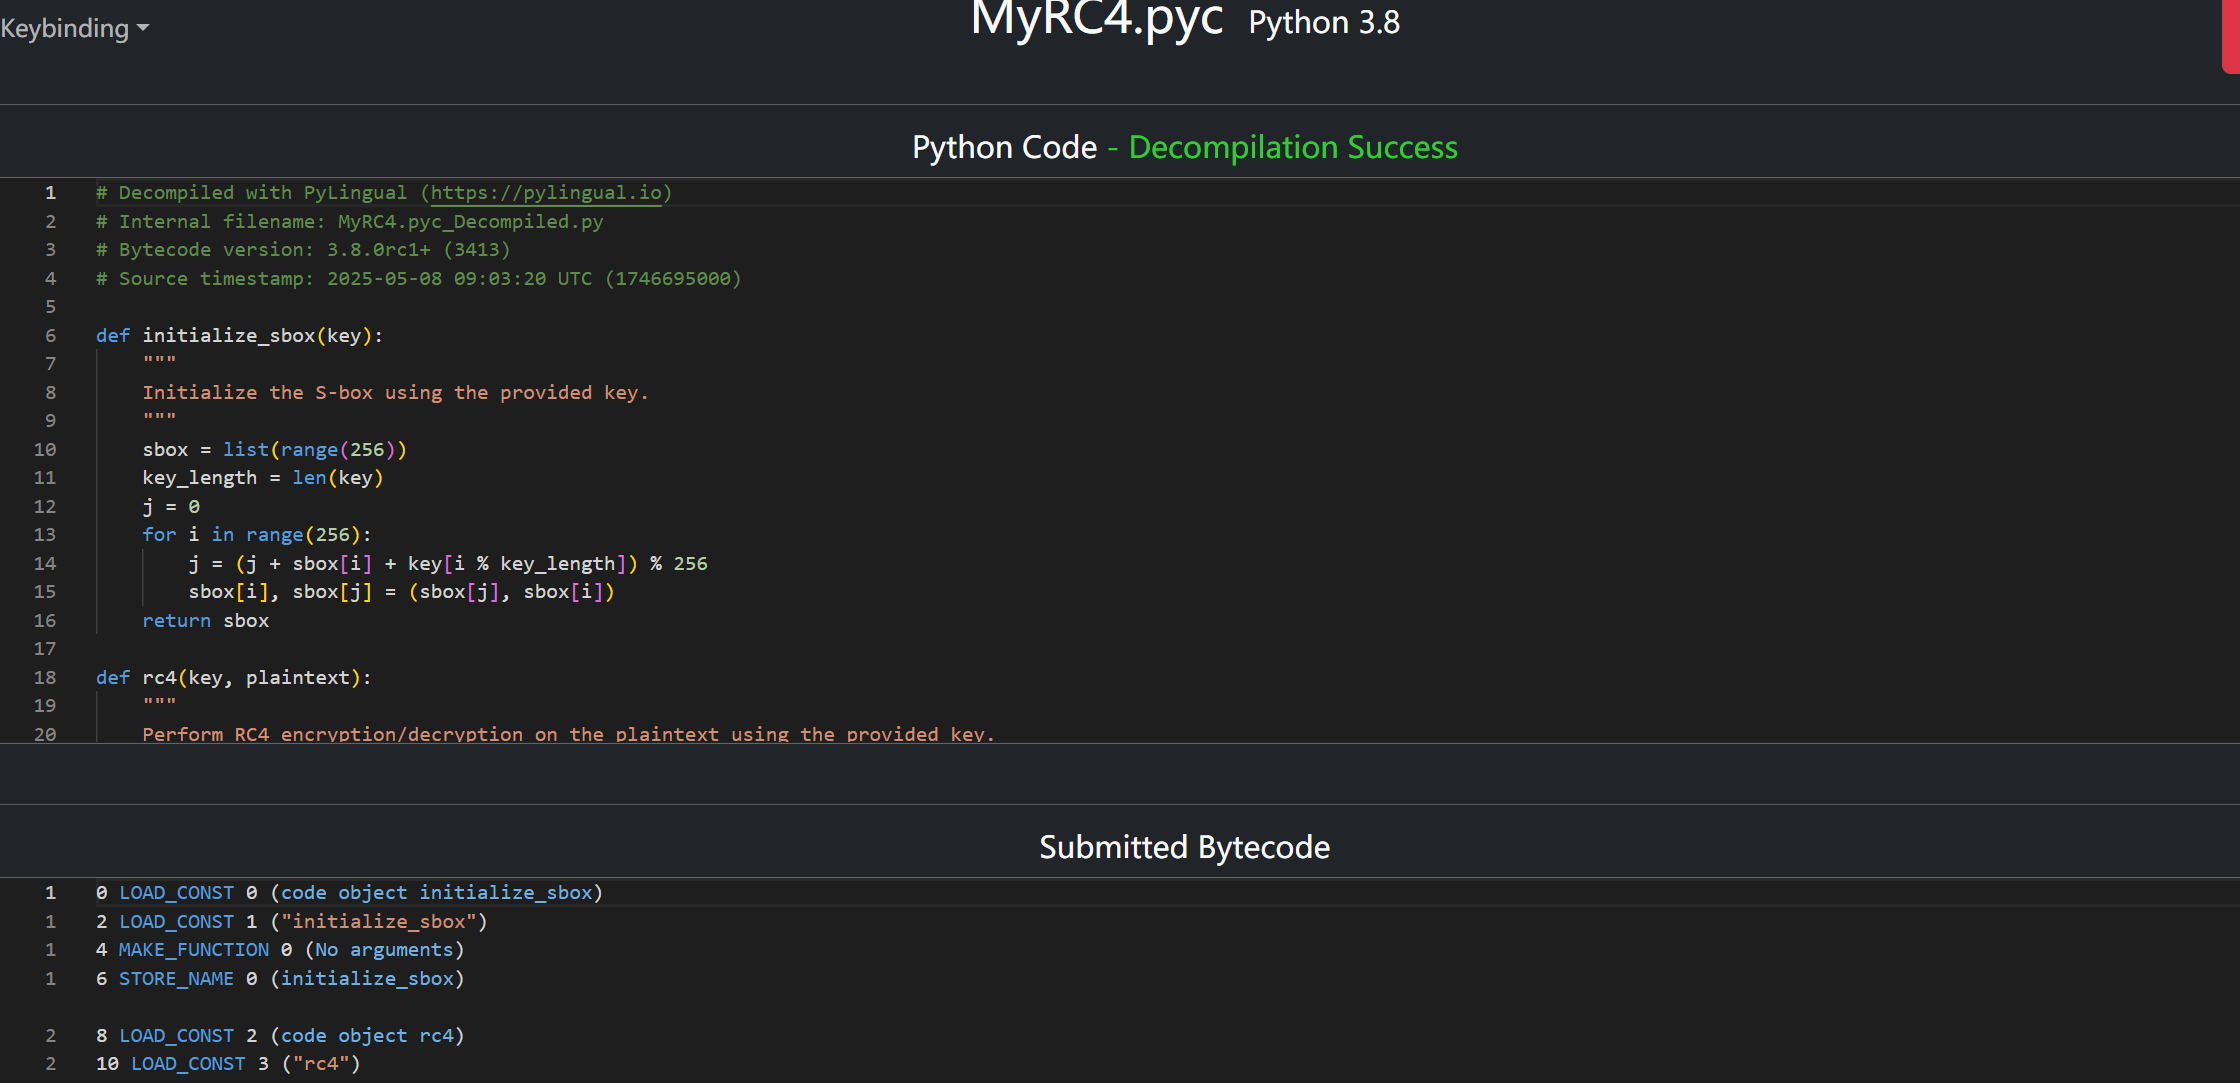 Keybinding
MyRC4.pyc Python 3.8
Python Code - Decompilation Success
1 # Decompiled with PyLingual (https://pylingual.io)
2 # Internal filename: MyRC4.pyc_Decompiled.py
3 # Bytecode version: 3.8.0rc1+ (3413)
4 # Source timestamp: 2025-05-08 09:03:20 UTC (1746695000)
5
6 def initialize_sbox(key):
7     """
8     Initialize the S-box using the provided key.
9     """
10     sbox = list(range(256))
11     key_length = len(key)
12     j = 0
13     for i in range(256):
14         j = (j + sbox[i] + key[i % key_length]) % 256
15         sbox[i], sbox[j] = (sbox[j], sbox[i])
16     return sbox
17
18 def rc4(key, plaintext):
19     """
20     Perform RC4 encryption/decryption on the plaintext using the provided key.
Submitted Bytecode
1 0 LOAD_CONST 0 (code object initialize_sbox)
1 2 LOAD_CONST 1 ("initialize_sbox")
1 4 MAKE_FUNCTION 0 (No arguments)
1 6 STORE_NAME 0 (initialize_sbox)
2 8 LOAD_CONST 2 (code object rc4)
2 10 LOAD_CONST 3 ("rc4")